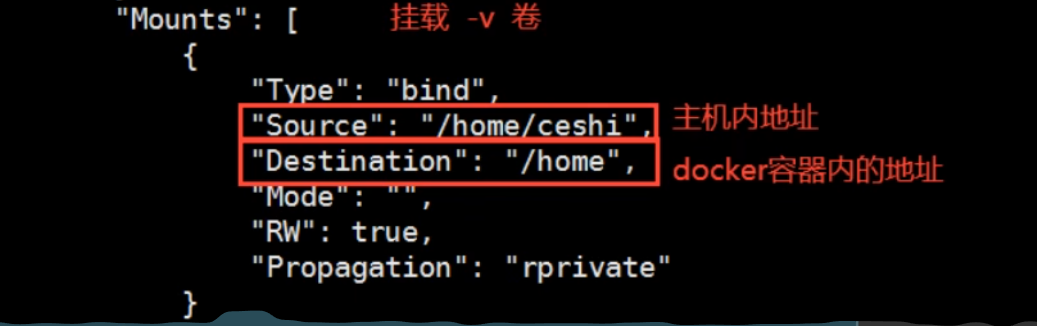 "Mounts": [ 挂载 -v 卷
{
"Type": "bind",
"Source": "/home/ceshi", 主机内地址
"Destination": "/home", docker容器内的地址
"Mode": "",
"RW": true,
"Propagation": "rprivate"
}